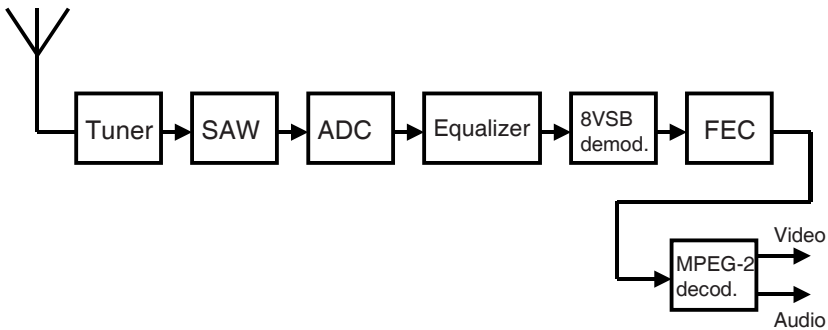 Tuner
SAW
ADC
Equalizer
8VSB
demod.
FEC
MPEG-2
decod.
Video
Audio